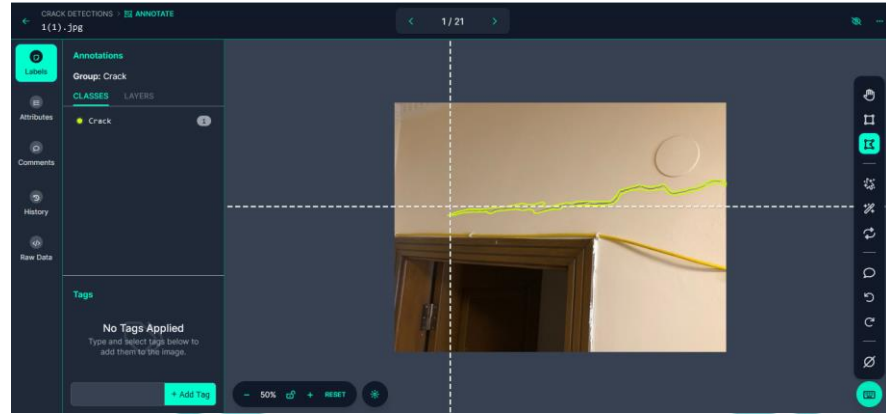 CRACK DETECTIONS > ANNOTATE
1(1).jpg
1 / 21
Labels
Attributes
Comments
History
Raw Data
Annotations
Group: Crack
CLASSES LAYERS
Crack 1
Tags
No Tags Applied
Type and select tags below to
add them to the image.
+ Add Tag
- 50% + RESET